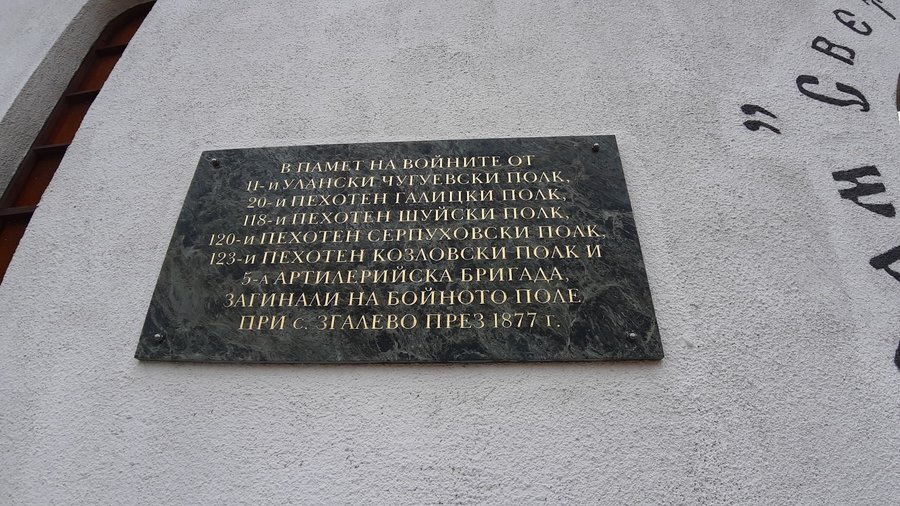 В ПАМЕТ НА ВОЙНИТЕ ОТ
11-и УЛАНСКИ ЧУГУЕВСКИ ПОЛК,
20-и ПЕХОТЕН ГАЛИЦКИ ПОЛК,
118-и ПЕХОТЕН ШУЙСКИ ПОЛК,
120-и ПЕХОТЕН СЕРПУХОВСКИ ПОЛК,
123-и ПЕХОТЕН КОЗЛОВСКИ ПОЛК И
5-а АРТИЛЕРИЙСКА БРИГАДА,
ЗАГИНАЛИ НА БОЙНОТО ПОЛЕ
ПРИ с. ЗГАЛЕВО ПРЕЗ 1877 г.